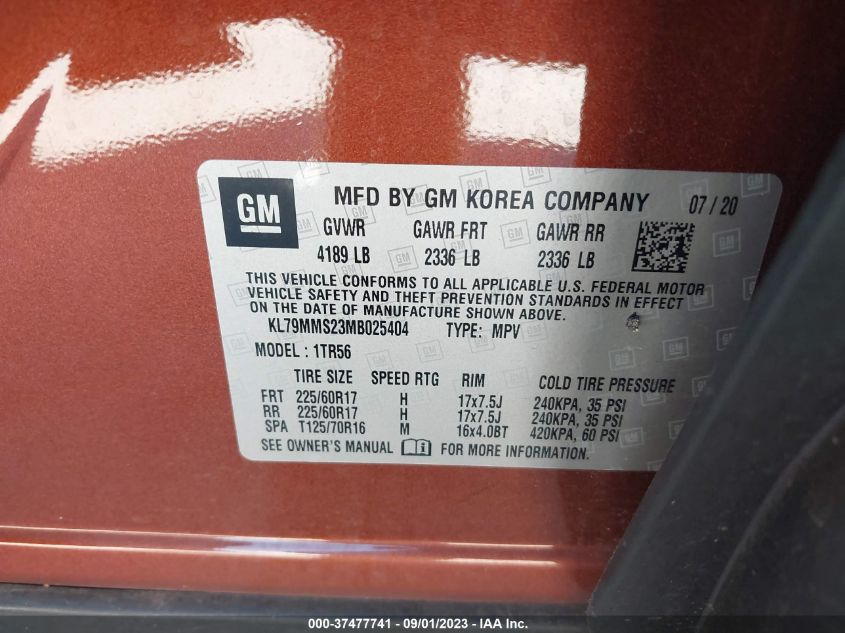 GM MFD BY GM KOREA COMPANY 07 / 20
GVWR GAWR FRT GAWR RR
4189 LB 2336 LB 2336 LB
THIS VEHICLE CONFORMS TO ALL APPLICABLE U.S. FEDERAL MOTOR
VEHICLE SAFETY AND THEFT PREVENTION STANDARDS IN EFFECT
ON THE DATE OF MANUFACTURE SHOWN ABOVE.
KL79MMS23MB025404 TYPE: MPV
MODEL : 1TR56
TIRE SIZE SPEED RTG RIM COLD TIRE PRESSURE
FRT 225/60R17 H 17x7.5J 240KPA, 35 PSI
RR 225/60R17 H 17x7.5J 240KPA, 35 PSI
SPA T125/70R16 M 16x4.0BT 420KPA, 60 PSI
SEE OWNER'S MANUAL FOR MORE INFORMATION.
000-37477741 - 09/01/2023 - IAA Inc.